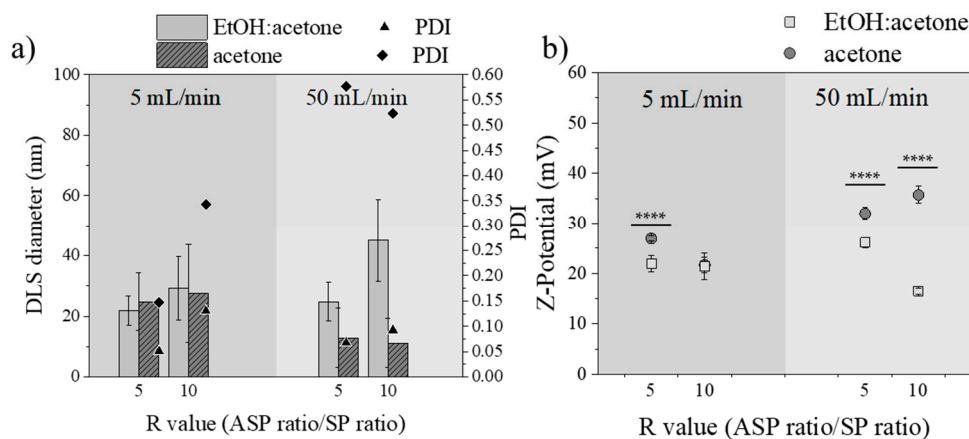 a)
EtOH:acetone
PDI
acetone
PDI
5 mL/min
50 mL/min
100
80
60
40
20
0
DLS diameter (nm)
0.60
0.55
0.50
0.45
0.40
0.35
0.30
0.25
0.20
0.15
0.10
0.05
0.00
PDI
5
10
5
10
R value (ASP ratio/SP ratio)
b)
EtOH:acetone
acetone
5 mL/min
50 mL/min
60
50
40
30
20
10
0
Z-Potential (mV)
****
****
****
5
10
5
10
R value (ASP ratio/SP ratio)